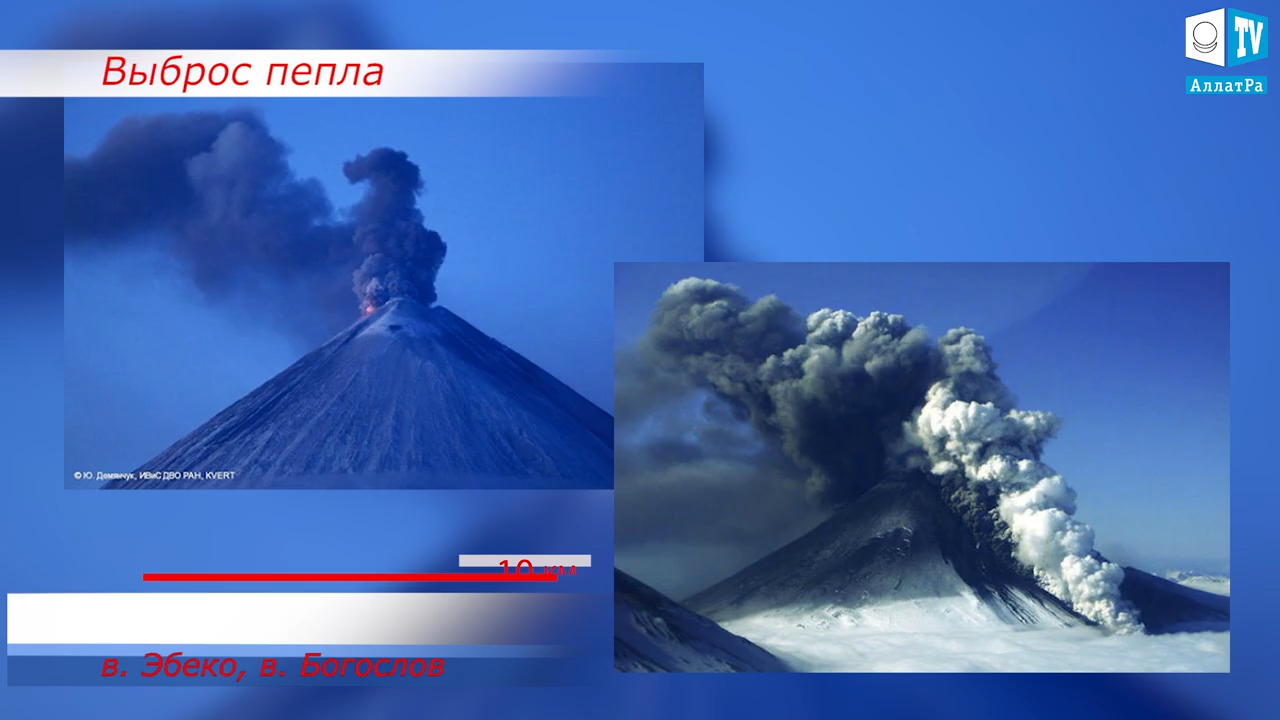 Выброс пепла
TV
АллатРа
© Ю. Демянчук, ИВиС ДВО РАН, KVERT
10 км
в. Эбеко, в. Богослов